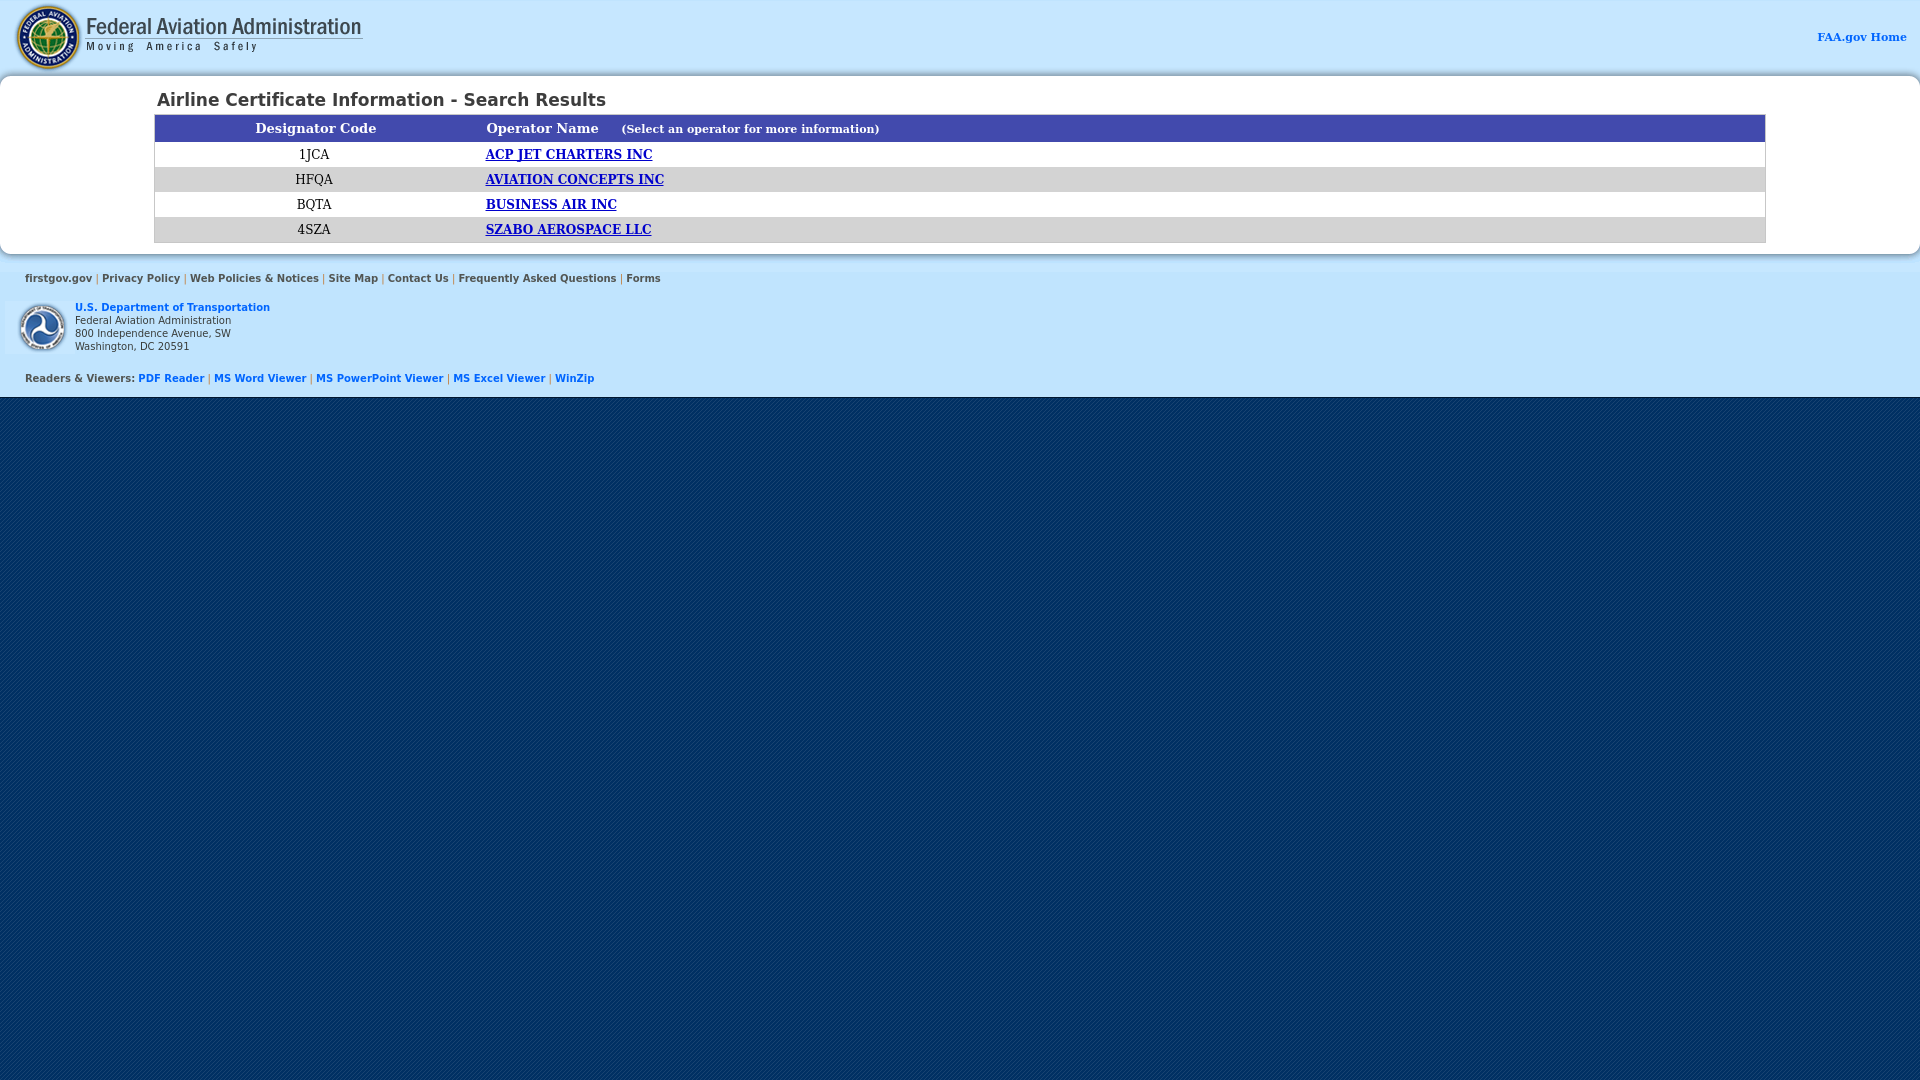 Federal Aviation Administration
Moving America Safely
FAA.gov Home
Airline Certificate Information - Search Results
Designator Code Operator Name (Select an operator for more information)
1JCA ACP JET CHARTERS INC
HFQA AVIATION CONCEPTS INC
BQTA BUSINESS AIR INC
4SZA SZABO AEROSPACE LLC
firstgov.gov | Privacy Policy | Web Policies & Notices | Site Map | Contact Us | Frequently Asked Questions | Forms
U.S. Department of Transportation
Federal Aviation Administration
800 Independence Avenue, SW
Washington, DC 20591
Readers & Viewers: PDF Reader | MS Word Viewer | MS PowerPoint Viewer | MS Excel Viewer | WinZip